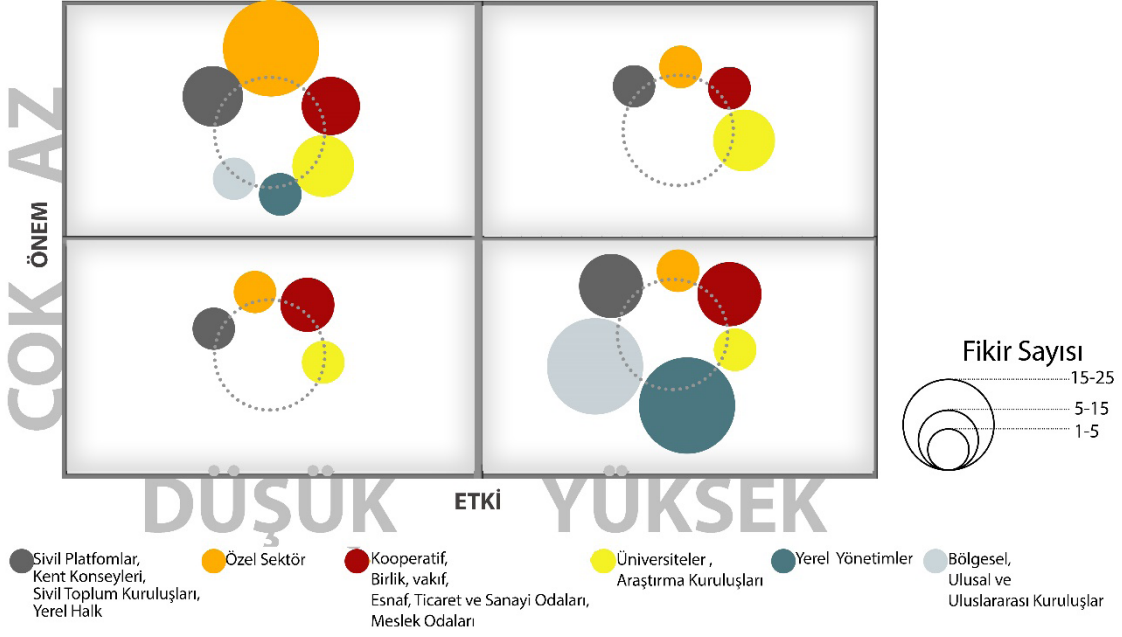 AZ
ÖNEM
COK
DÜŞÜK
ETKİ
YÜKSEK
Fikir Sayısı
15-25
5-15
1-5
Sivil Platfomlar,
Kent Konseyleri,
Sivil Toplum Kuruluşları,
Yerel Halk
Özel Sektör
Kooperatif,
Birlik, vakıf,
Esnaf, Ticaret ve Sanayi Odaları,
Meslek Odaları
Üniversiteler ,
Araştırma Kuruluşları
Yerel Yönetimler
Bölgesel,
Ulusal ve
Uluslararası Kuruluşlar